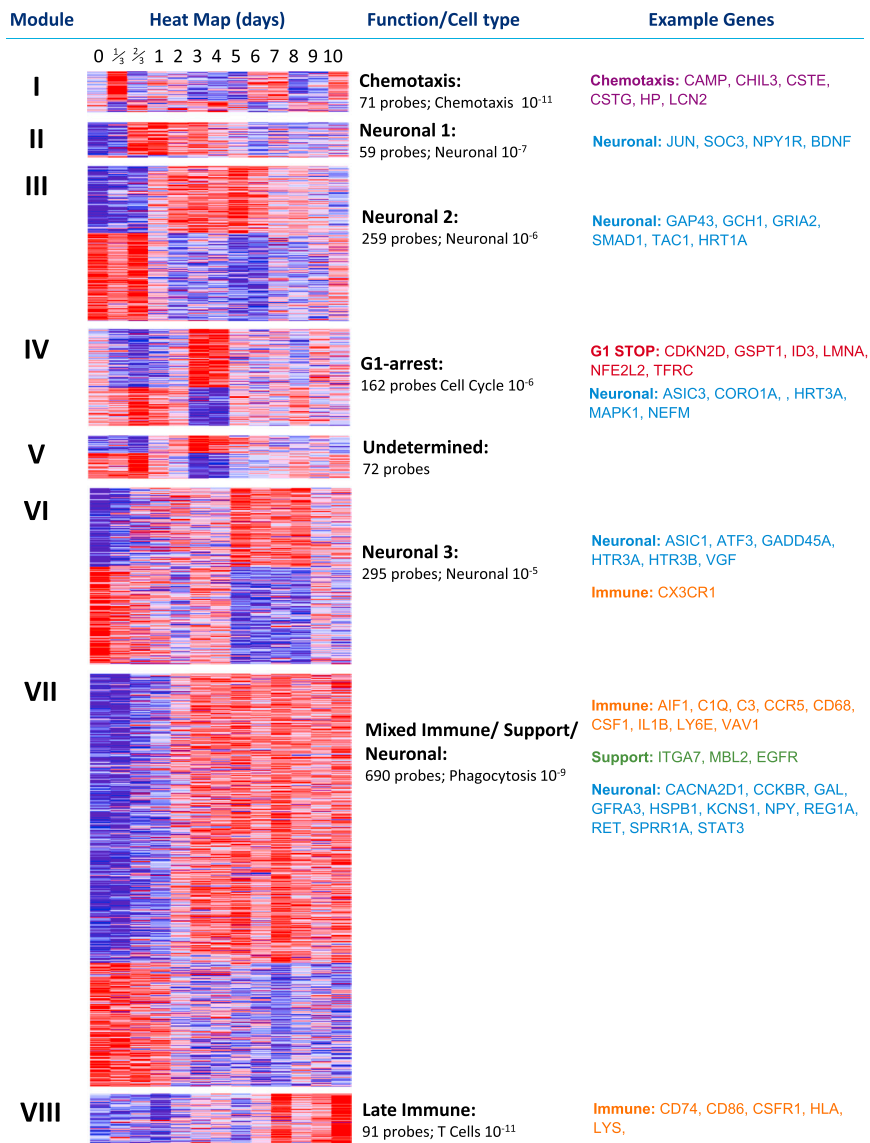 Module Heat Map (days) Function/Cell type Example Genes
0 ⅓ ⅔ 1 2 3 4 5 6 7 8 9 10
I
Chemotaxis:
71 probes; Chemotaxis 10-11
Chemotaxis: CAMP, CHIL3, CSTE,
CSTG, HP, LCN2
II
Neuronal 1:
59 probes; Neuronal 10-7
Neuronal: JUN, SOC3, NPY1R, BDNF
III
Neuronal 2:
259 probes; Neuronal 10-6
Neuronal: GAP43, GCH1, GRIA2,
SMAD1, TAC1, HRT1A
IV
G1-arrest:
162 probes Cell Cycle 10-6
G1 STOP: CDKN2D, GSPT1, ID3, LMNA,
NFE2L2, TFRC
Neuronal: ASIC3, CORO1A, , HRT3A,
MAPK1, NEFM
V
Undetermined:
72 probes
VI
Neuronal 3:
295 probes; Neuronal 10-5
Neuronal: ASIC1, ATF3, GADD45A,
HTR3A, HTR3B, VGF
Immune: CX3CR1
VII
Mixed Immune/ Support/
Neuronal:
690 probes; Phagocytosis 10-9
Immune: AIF1, C1Q, C3, CCR5, CD68,
CSF1, IL1B, LY6E, VAV1
Support: ITGA7, MBL2, EGFR
Neuronal: CACNA2D1, CCKBR, GAL,
GFRA3, HSPB1, KCNS1, NPY, REG1A,
RET, SPRR1A, STAT3
VIII
Late Immune:
91 probes; T Cells 10-11
Immune: CD74, CD86, CSFR1, HLA,
LYS,